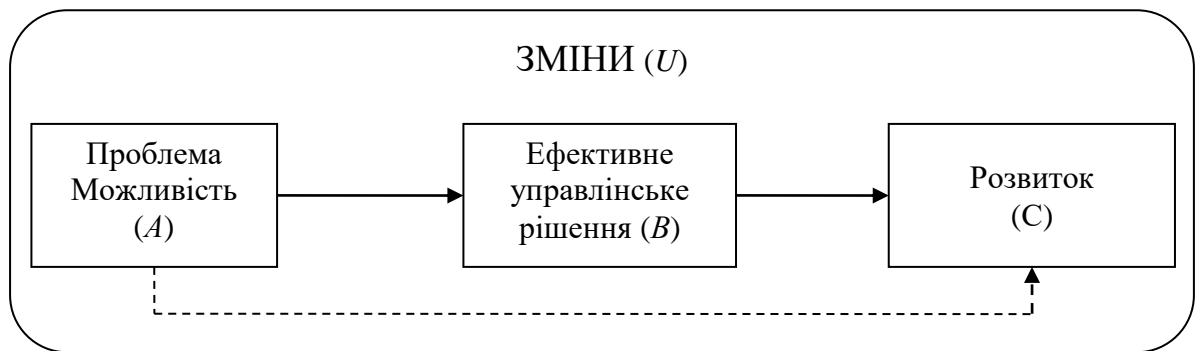 ЗМІНИ (U)
Проблема
Можливість
(A)
Ефективне
управлінське
рішення (B)
Розвиток
(C)